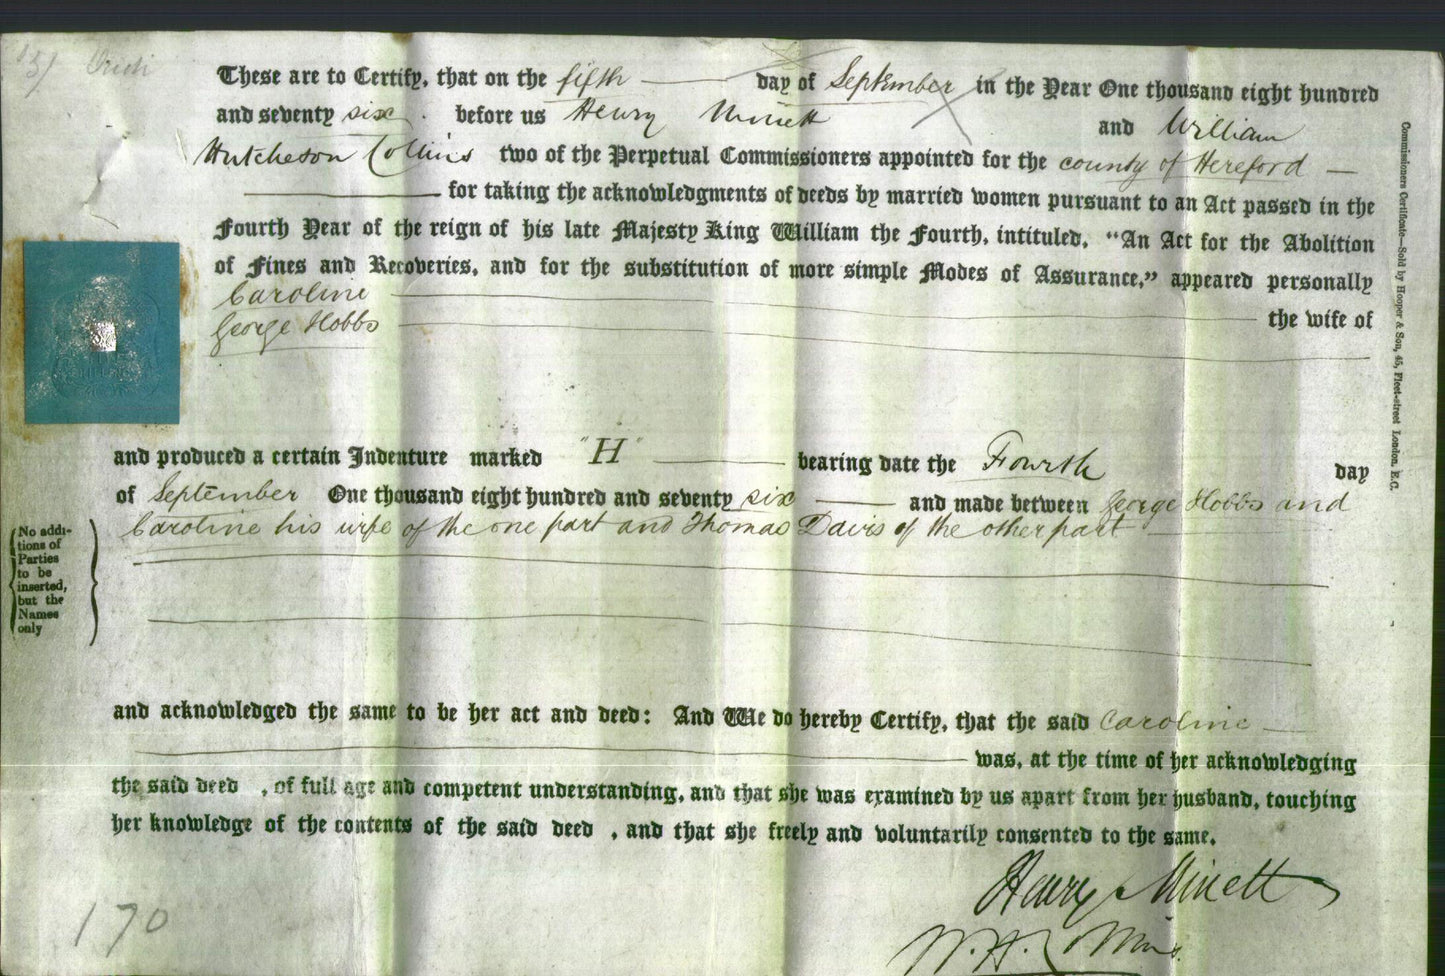 These are to Certify, that on the fifth day of September in the Year One thousand eight hundred
and seventy six. before us Henry Minett and William
Hutcheson Collins two of the Perpetual Commissioners appointed for the county of Hereford —
for taking the acknowledgments of deeds by married women pursuant to an Act passed in the
Fourth Year of the reign of his late Majesty King William the Fourth, intituled, "An Act for the Abolition
of Fines and Recoveries, and for the substitution of more simple Modes of Assurance," appeared personally
Caroline
George Hobbs the wife of
and produced a certain Indenture marked "H" bearing date the Fourth day
of September One thousand eight hundred and seventy six and made between George Hobbs and
Caroline his wife of the one part and Thomas Davis of the other part
No addi-
tions of
Parties
to be
inserted,
but the
Names
only
and acknowledged the same to be her act and deed: And We do hereby Certify, that the said Caroline
was, at the time of her acknowledging
the said deed , of full age and competent understanding, and that she was examined by us apart from her husband, touching
her knowledge of the contents of the said deed , and that she freely and voluntarily consented to the same.
Henry Minett
W. H. Collins.
170
Commissioners Certificate—Sold by Hooper & Son, 45, Fleet-street London, E.C.